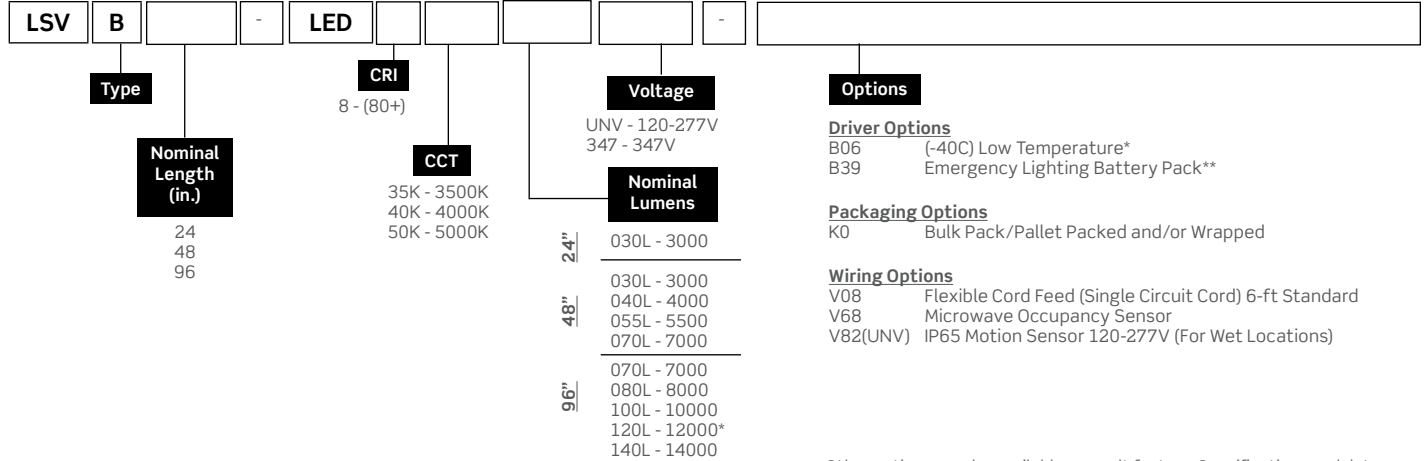 LSV B - LED -
Type
Nominal
Length
(in.)
24
48
96
CRI
8 - (80+)
CCT
35K - 3500K
40K - 4000K
50K - 5000K
Voltage
UNV - 120-277V
347 - 347V
Nominal
Lumens
24"
030L - 3000
48"
030L - 3000
040L - 4000
055L - 5500
070L - 7000
96"
070L - 7000
080L - 8000
100L - 10000
120L - 12000*
140L - 14000
Options
Driver Options
B06 (-40C) Low Temperature*
B39 Emergency Lighting Battery Pack**
Packaging Options
K0 Bulk Pack/Pallet Packed and/or Wrapped
Wiring Options
V08 Flexible Cord Feed (Single Circuit Cord) 6-ft Standard
V68 Microwave Occupancy Sensor
V82(UNV) IP65 Motion Sensor 120-277V (For Wet Locations)